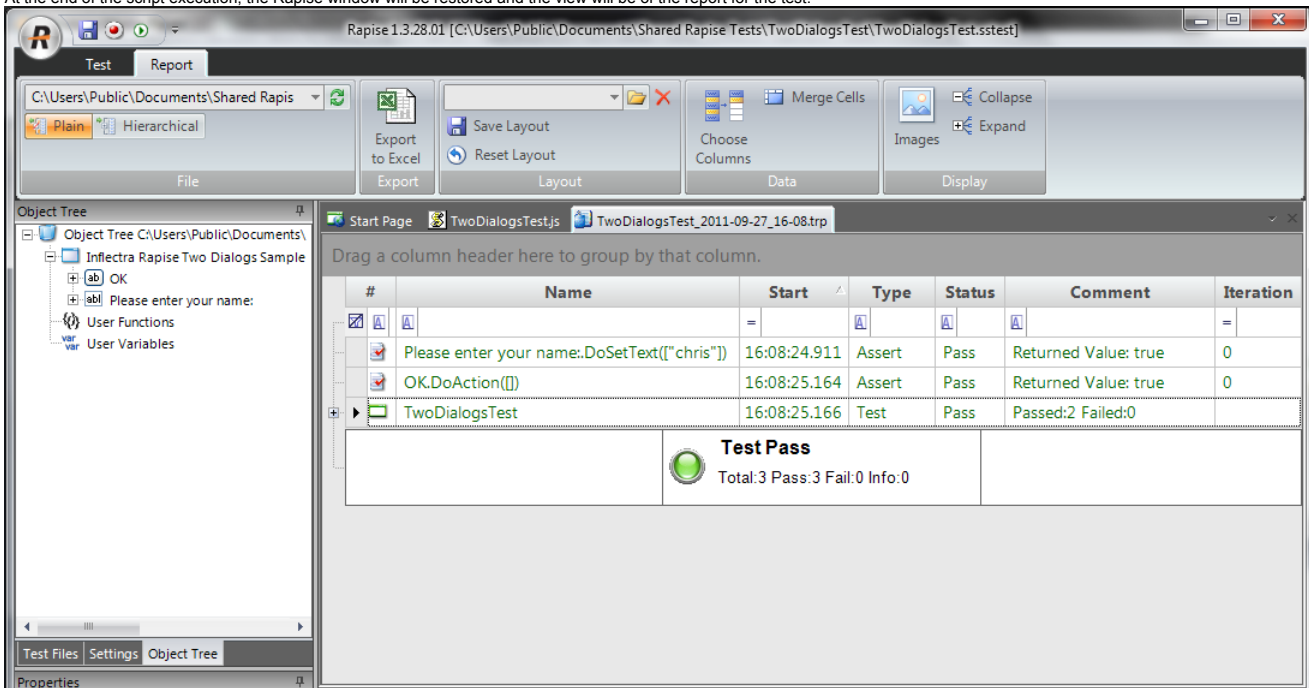 At the end of the script execution, the Rapise window will be restored and the view will be of the report for the test.
Rapise 1.3.28.01 [C:\Users\Public\Documents\Shared Rapise Tests\TwoDialogsTest\TwoDialogsTest.sstest]
Test Report
C:\Users\Public\Documents\Shared Rapis
Plain Hierarchical
File
Export to Excel
Export
Save Layout
Reset Layout
Layout
Choose Columns
Merge Cells
Data
Images
Collapse
Expand
Display
Object Tree
Object Tree C:\Users\Public\Documents\
Inflectra Rapise Two Dialogs Sample
ab OK
abl Please enter your name:
{()} User Functions
var var User Variables
Test Files Settings Object Tree
Properties
Start Page TwoDialogsTest.js TwoDialogsTest_2011-09-27_16-08.trp
Drag a column header here to group by that column.
# Name Start Type Status Comment Iteration
A A = A A A =
Please enter your name:.DoSetText(["chris"]) 16:08:24.911 Assert Pass Returned Value: true 0
OK.DoAction([]) 16:08:25.164 Assert Pass Returned Value: true 0
TwoDialogsTest 16:08:25.166 Test Pass Passed:2 Failed:0
Test Pass
Total:3 Pass:3 Fail:0 Info:0